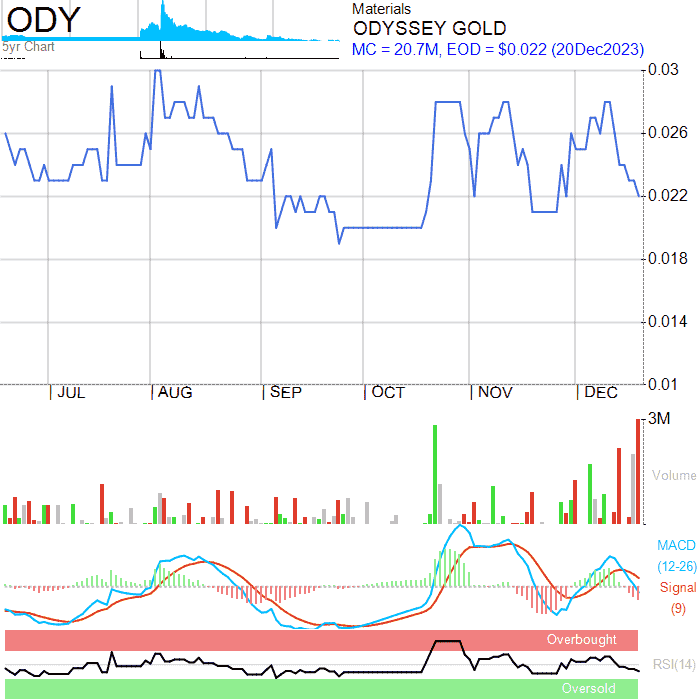 ODY
5yr Chart
Materials
ODYSSEY GOLD
MC = 20.7M, EOD = $0.022 (20Dec2023)
0.03
0.026
0.022
0.018
0.014
0.01
JUL AUG SEP OCT NOV DEC
3M
Volume
MACD
(12-26)
Signal
(9)
Overbought
RSI(14)
Oversold